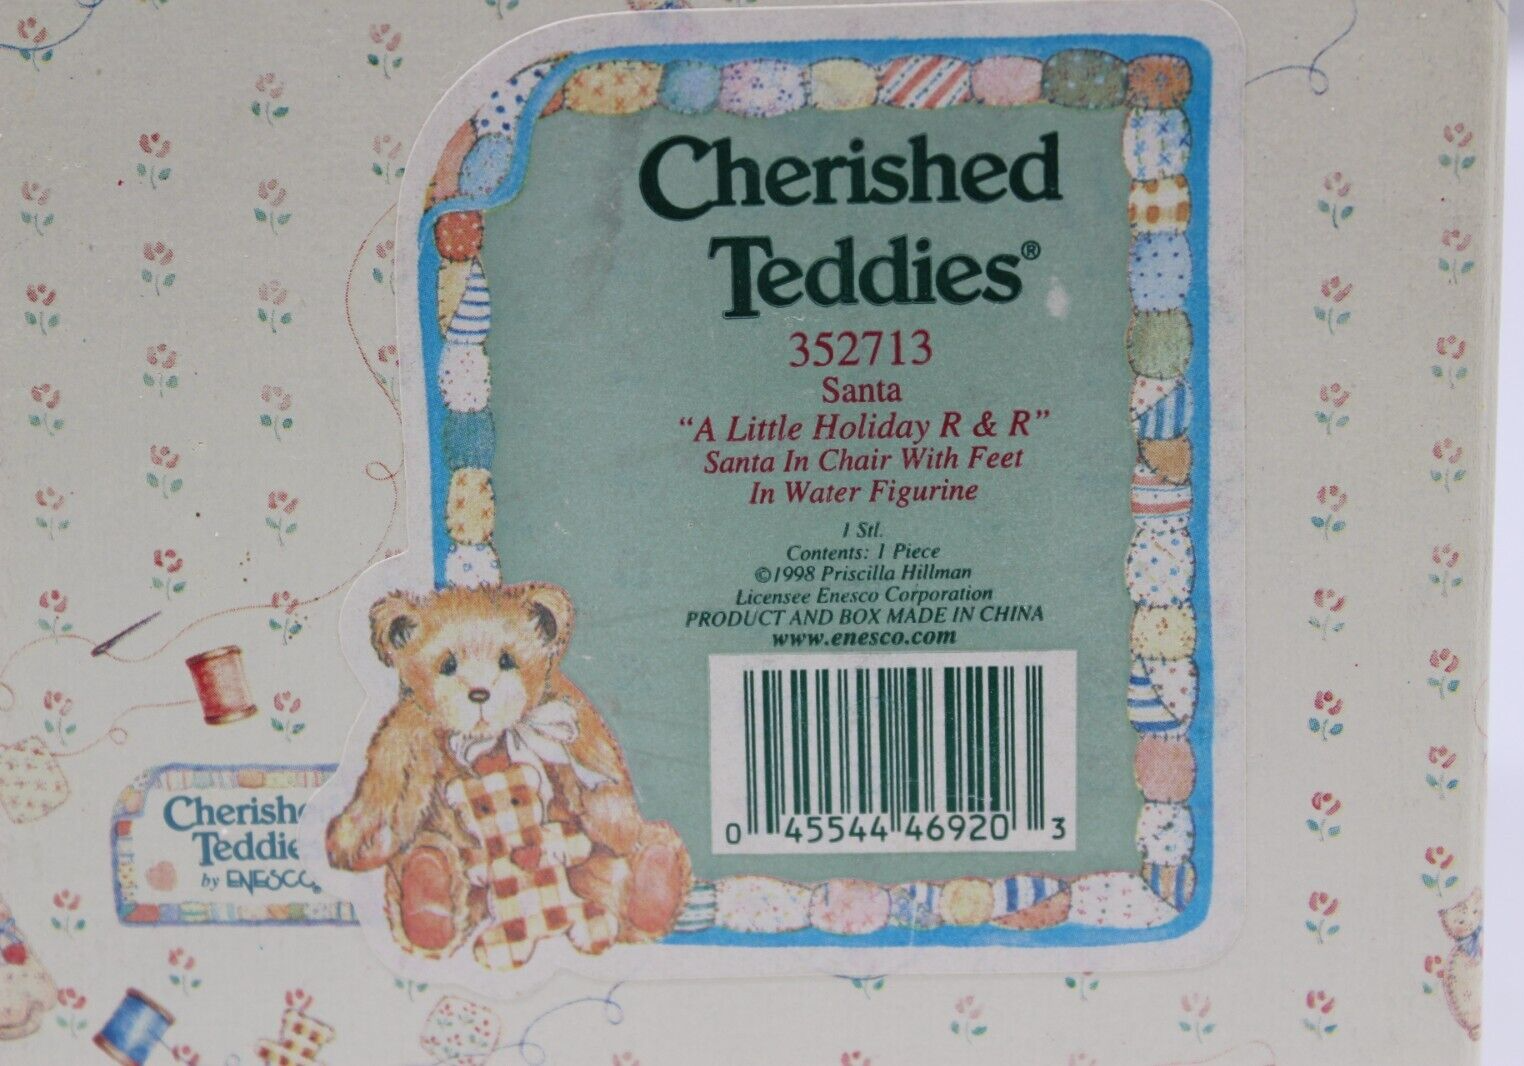 Cherished
Teddies®
352713
Santa
“A Little Holiday R & R”
Santa In Chair With Feet
In Water Figurine
1 Stl.
Contents: 1 Piece
©1998 Priscilla Hillman
Licensee Enesco Corporation
PRODUCT AND BOX MADE IN CHINA
www.enesco.com
0 45544 46920 3
Cherishe
Teddie
by ENESCO®